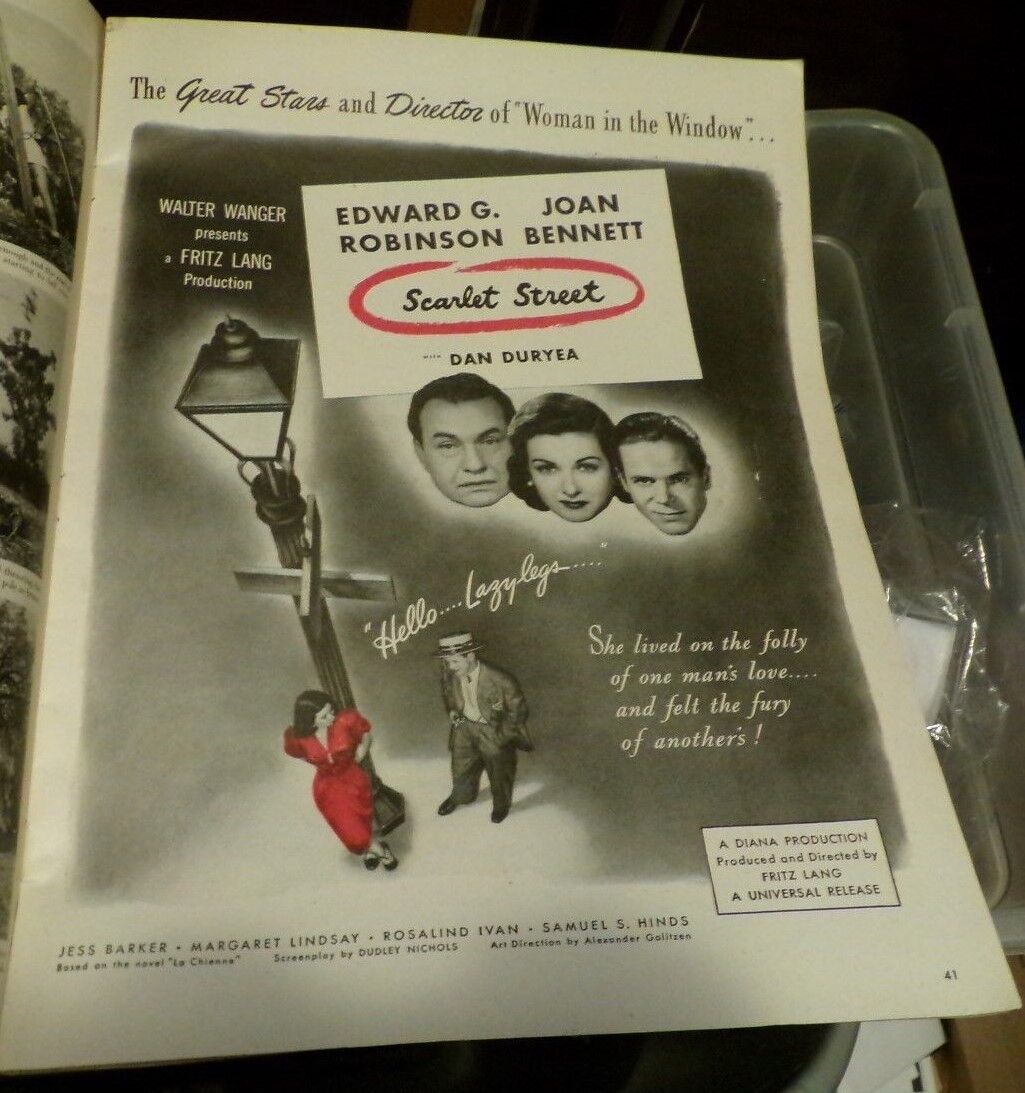 The Great Stars and Director of "Woman in the Window"...
WALTER WANGER
presents
a FRITZ LANG
Production
EDWARD G. JOAN
ROBINSON BENNETT
Scarlet Street
WITH DAN DURYEA
"Hello.... Lazylegs....."
She lived on the folly
of one man's love....
and felt the fury
of another's!
A DIANA PRODUCTION
Produced and Directed by
FRITZ LANG
A UNIVERSAL RELEASE
JESS BARKER • MARGARET LINDSAY • ROSALIND IVAN • SAMUEL S. HINDS
Based on the novel "La Chienne" Screenplay by DUDLEY NICHOLS Art Direction by Alexander Golitzen
41